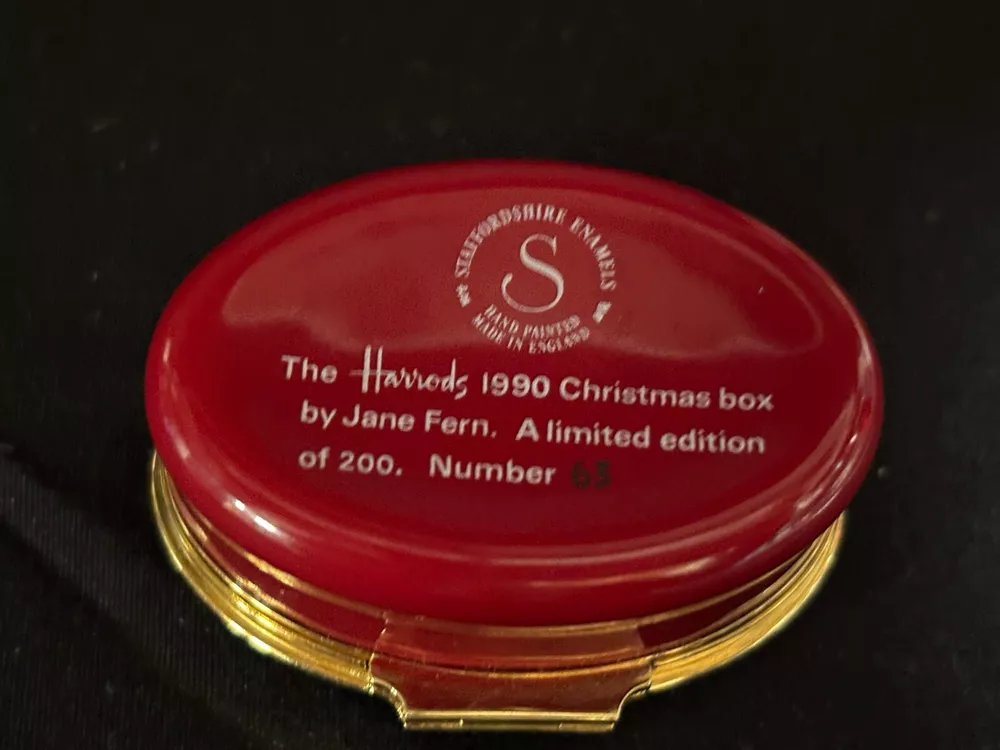 STAFFORDSHIRE ENAMELS
S
HAND PAINTED
MADE IN ENGLAND
The Harrods 1990 Christmas box
by Jane Fern. A limited edition
of 200. Number 63